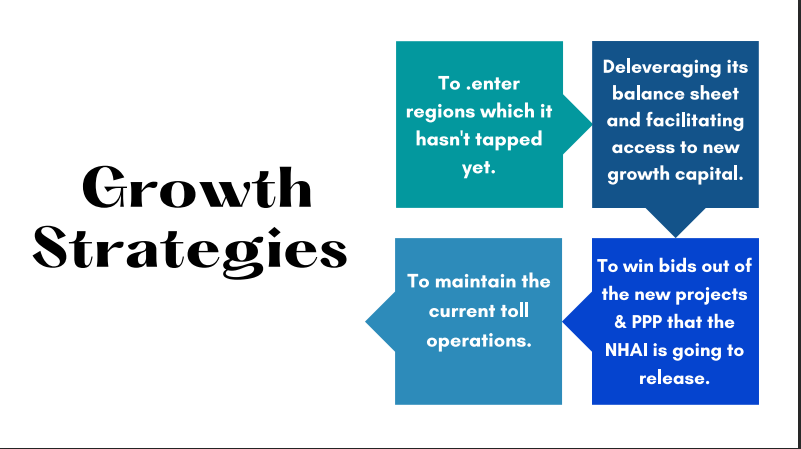 Growth
Strategies
To .enter
regions which it
hasn't tapped
yet.
Deleveraging its
balance sheet
and facilitating
access to new
growth capital.
To win bids out of
the new projects
& PPP that the
NHAI is going to
release.
To maintain the
current toll
operations.